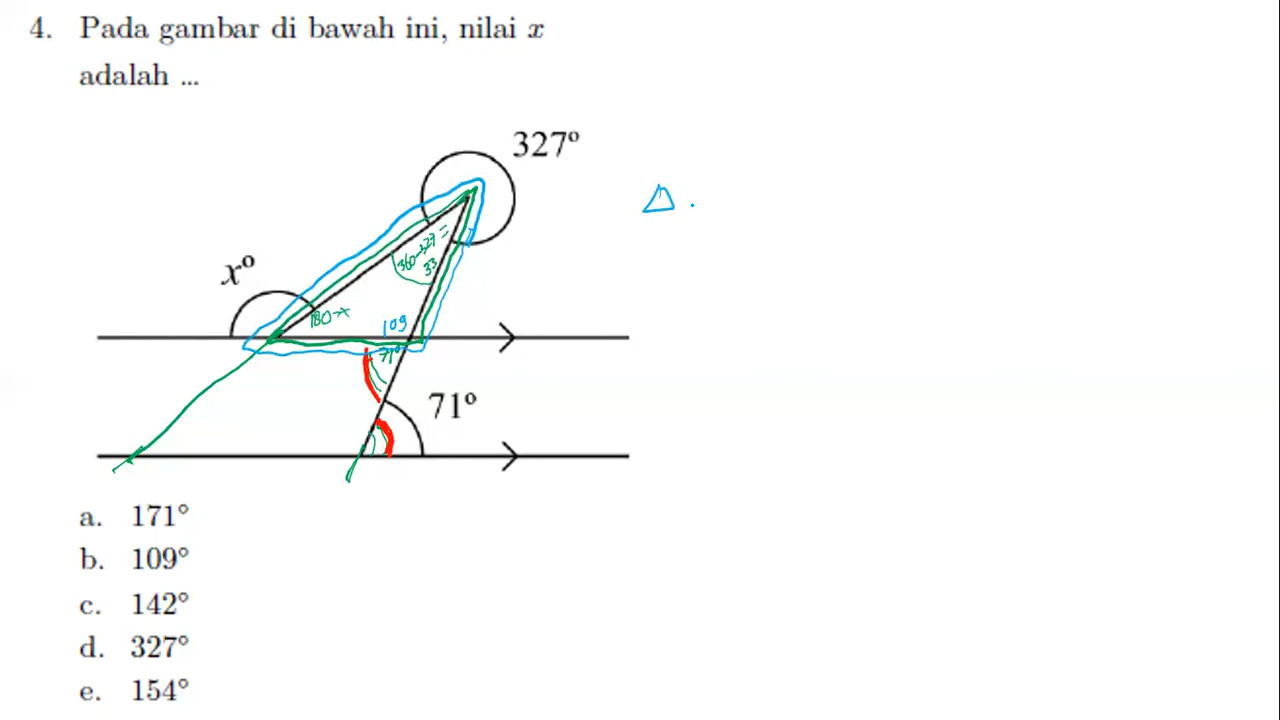 4. Pada gambar di bawah ini, nilai x
adalah ...
327°
360-327 =
33
x°
180-x
109
71°
71°
a. 171°
b. 109°
c. 142°
d. 327°
e. 154°